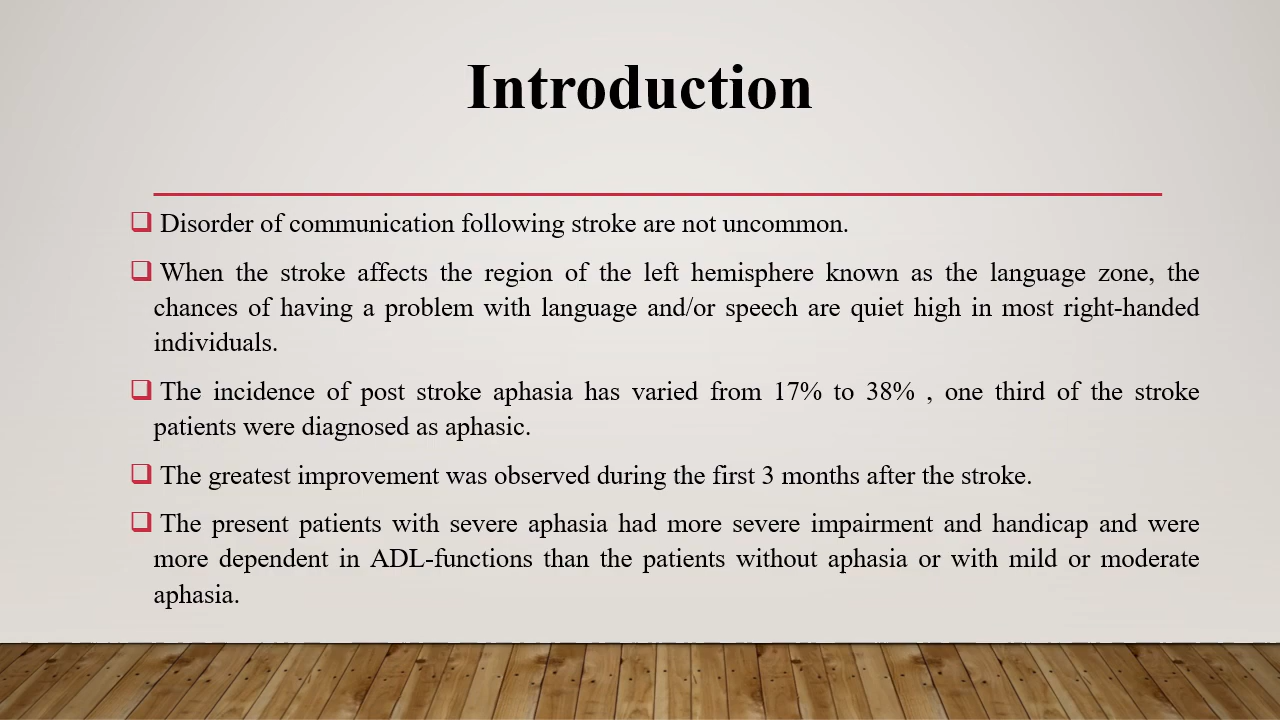 Introduction
Disorder of communication following stroke are not uncommon.
When the stroke affects the region of the left hemisphere known as the language zone, the
chances of having a problem with language and/or speech are quiet high in most right-handed
individuals.
The incidence of post stroke aphasia has varied from 17% to 38% , one third of the stroke
patients were diagnosed as aphasic.
The greatest improvement was observed during the first 3 months after the stroke.
The present patients with severe aphasia had more severe impairment and handicap and were
more dependent in ADL-functions than the patients without aphasia or with mild or moderate
aphasia.